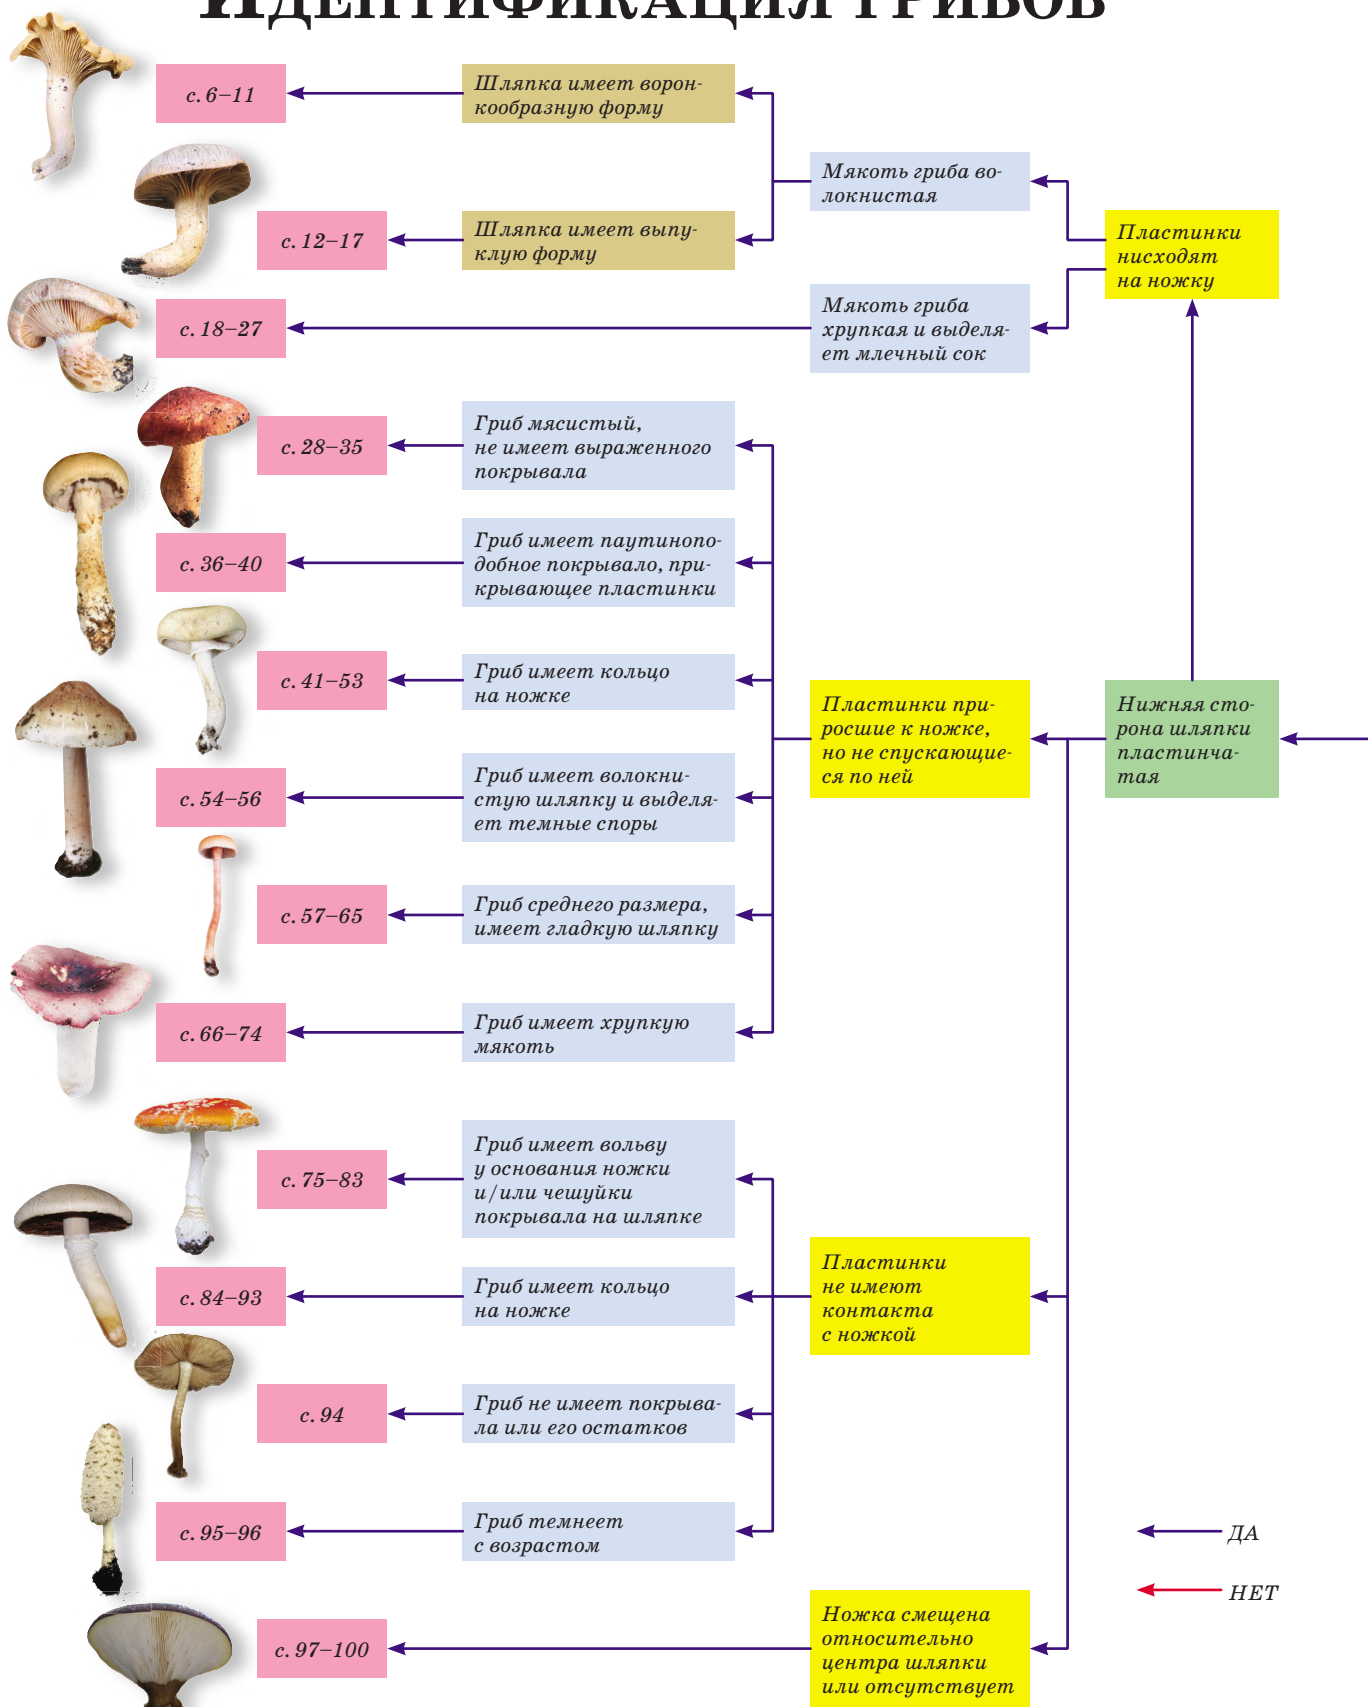 ИДЕНТИФИКАЦИЯ ГРИБОВ
с. 6–11
Шляпка имеет ворон-
кообразную форму
Мякоть гриба во-
локнистая
с. 12–17
Шляпка имеет выпу-
клую форму
Пластинки
нисходят
на ножку
с. 18–27
Мякоть гриба
хрупкая и выделя-
ет млечный сок
с. 28–35
Гриб мясистый,
не имеет выраженного
покрывала
с. 36–40
Гриб имеет паутинопо-
добное покрывало, при-
крывающее пластинки
с. 41–53
Гриб имеет кольцо
на ножке
Пластинки при-
росшие к ножке,
но не спускающие-
ся по ней
Нижняя сто-
рона шляпки
пластинча-
тая
с. 54–56
Гриб имеет волокни-
стую шляпку и выделя-
ет темные споры
с. 57–65
Гриб среднего размера,
имеет гладкую шляпку
с. 66–74
Гриб имеет хрупкую
мякоть
с. 75–83
Гриб имеет вольву
у основания ножки
и/или чешуйки
покрывала на шляпке
с. 84–93
Гриб имеет кольцо
на ножке
Пластинки
не имеют
контакта
с ножкой
с. 94
Гриб не имеет покрыва-
ла или его остатков
с. 95–96
Гриб темнеет
с возрастом
ДА
НЕТ
с. 97–100
Ножка смещена
относительно
центра шляпки
или отсутствует